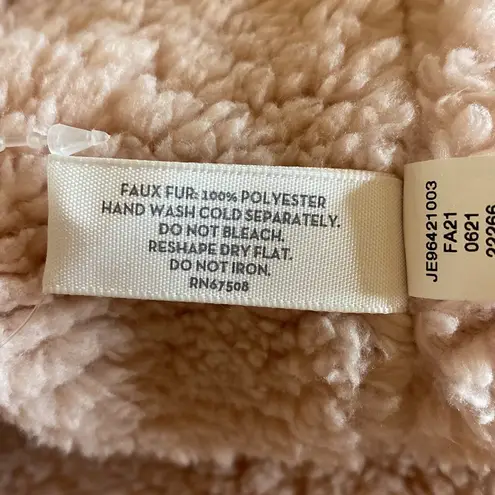 FAUX FUR: 100% POLYESTER
HAND WASH COLD SEPARATELY.
DO NOT BLEACH.
RESHAPE DRY FLAT.
DO NOT IRON.
RN67508
JE96421003
FA21
0621